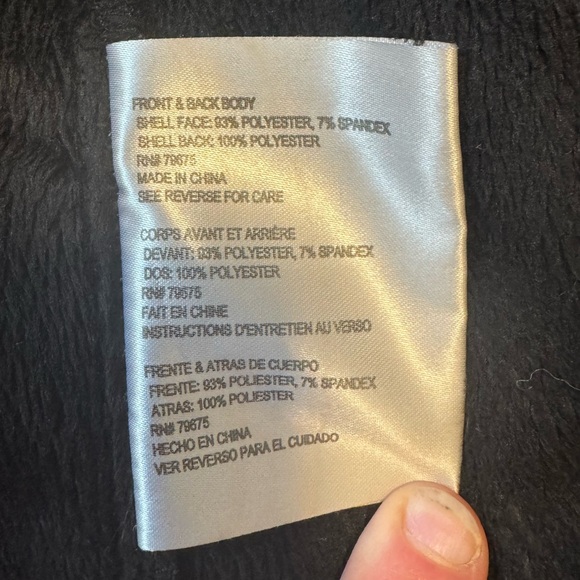 FRONT & BACK BODY
SHELL FACE: 93% POLYESTER, 7% SPANDEX
SHELL BACK: 100% POLYESTER
RN# 79675
MADE IN CHINA
SEE REVERSE FOR CARE
CORPS AVANT ET ARRIÈRE
DEVANT: 93% POLYESTER, 7% SPANDEX
DOS: 100% POLYESTER
RN# 79675
FAIT EN CHINE
INSTRUCTIONS D'ENTRETIEN AU VERSO
FRENTE & ATRAS DE CUERPO
FRENTE: 93% POLIESTER, 7% SPANDEX
ATRAS: 100% POLIESTER
RN# 79675
HECHO EN CHINA
VER REVERSO PARA EL CUIDADO